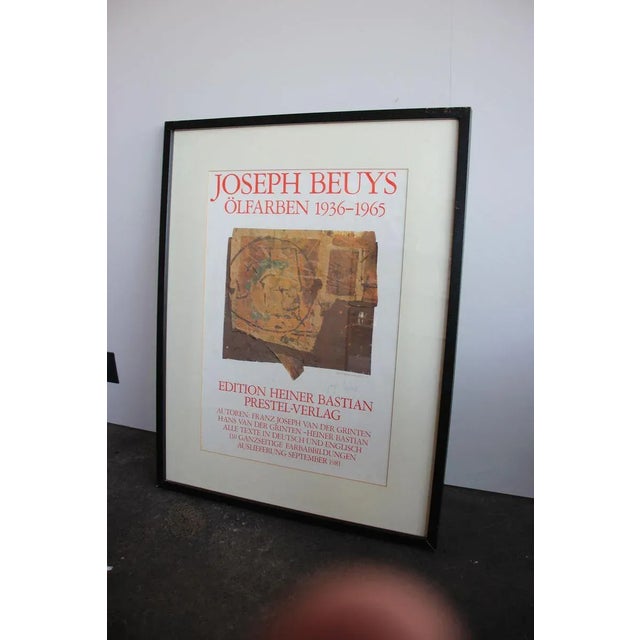 JOSEPH BEUYS
ÖLFARBEN 1936–1965
EDITION HEINER BASTIAN
PRESTEL-VERLAG
AUTOREN: FRANZ JOSEPH VAN DER GRINTEN
HANS VAN DER GRINTEN – HEINER BASTIAN
ALLE TEXTE IN DEUTSCH UND ENGLISCH
110 GANZSEITIGE FARBABBILDUNGEN
AUSLIEFERUNG SEPTEMBER 1981